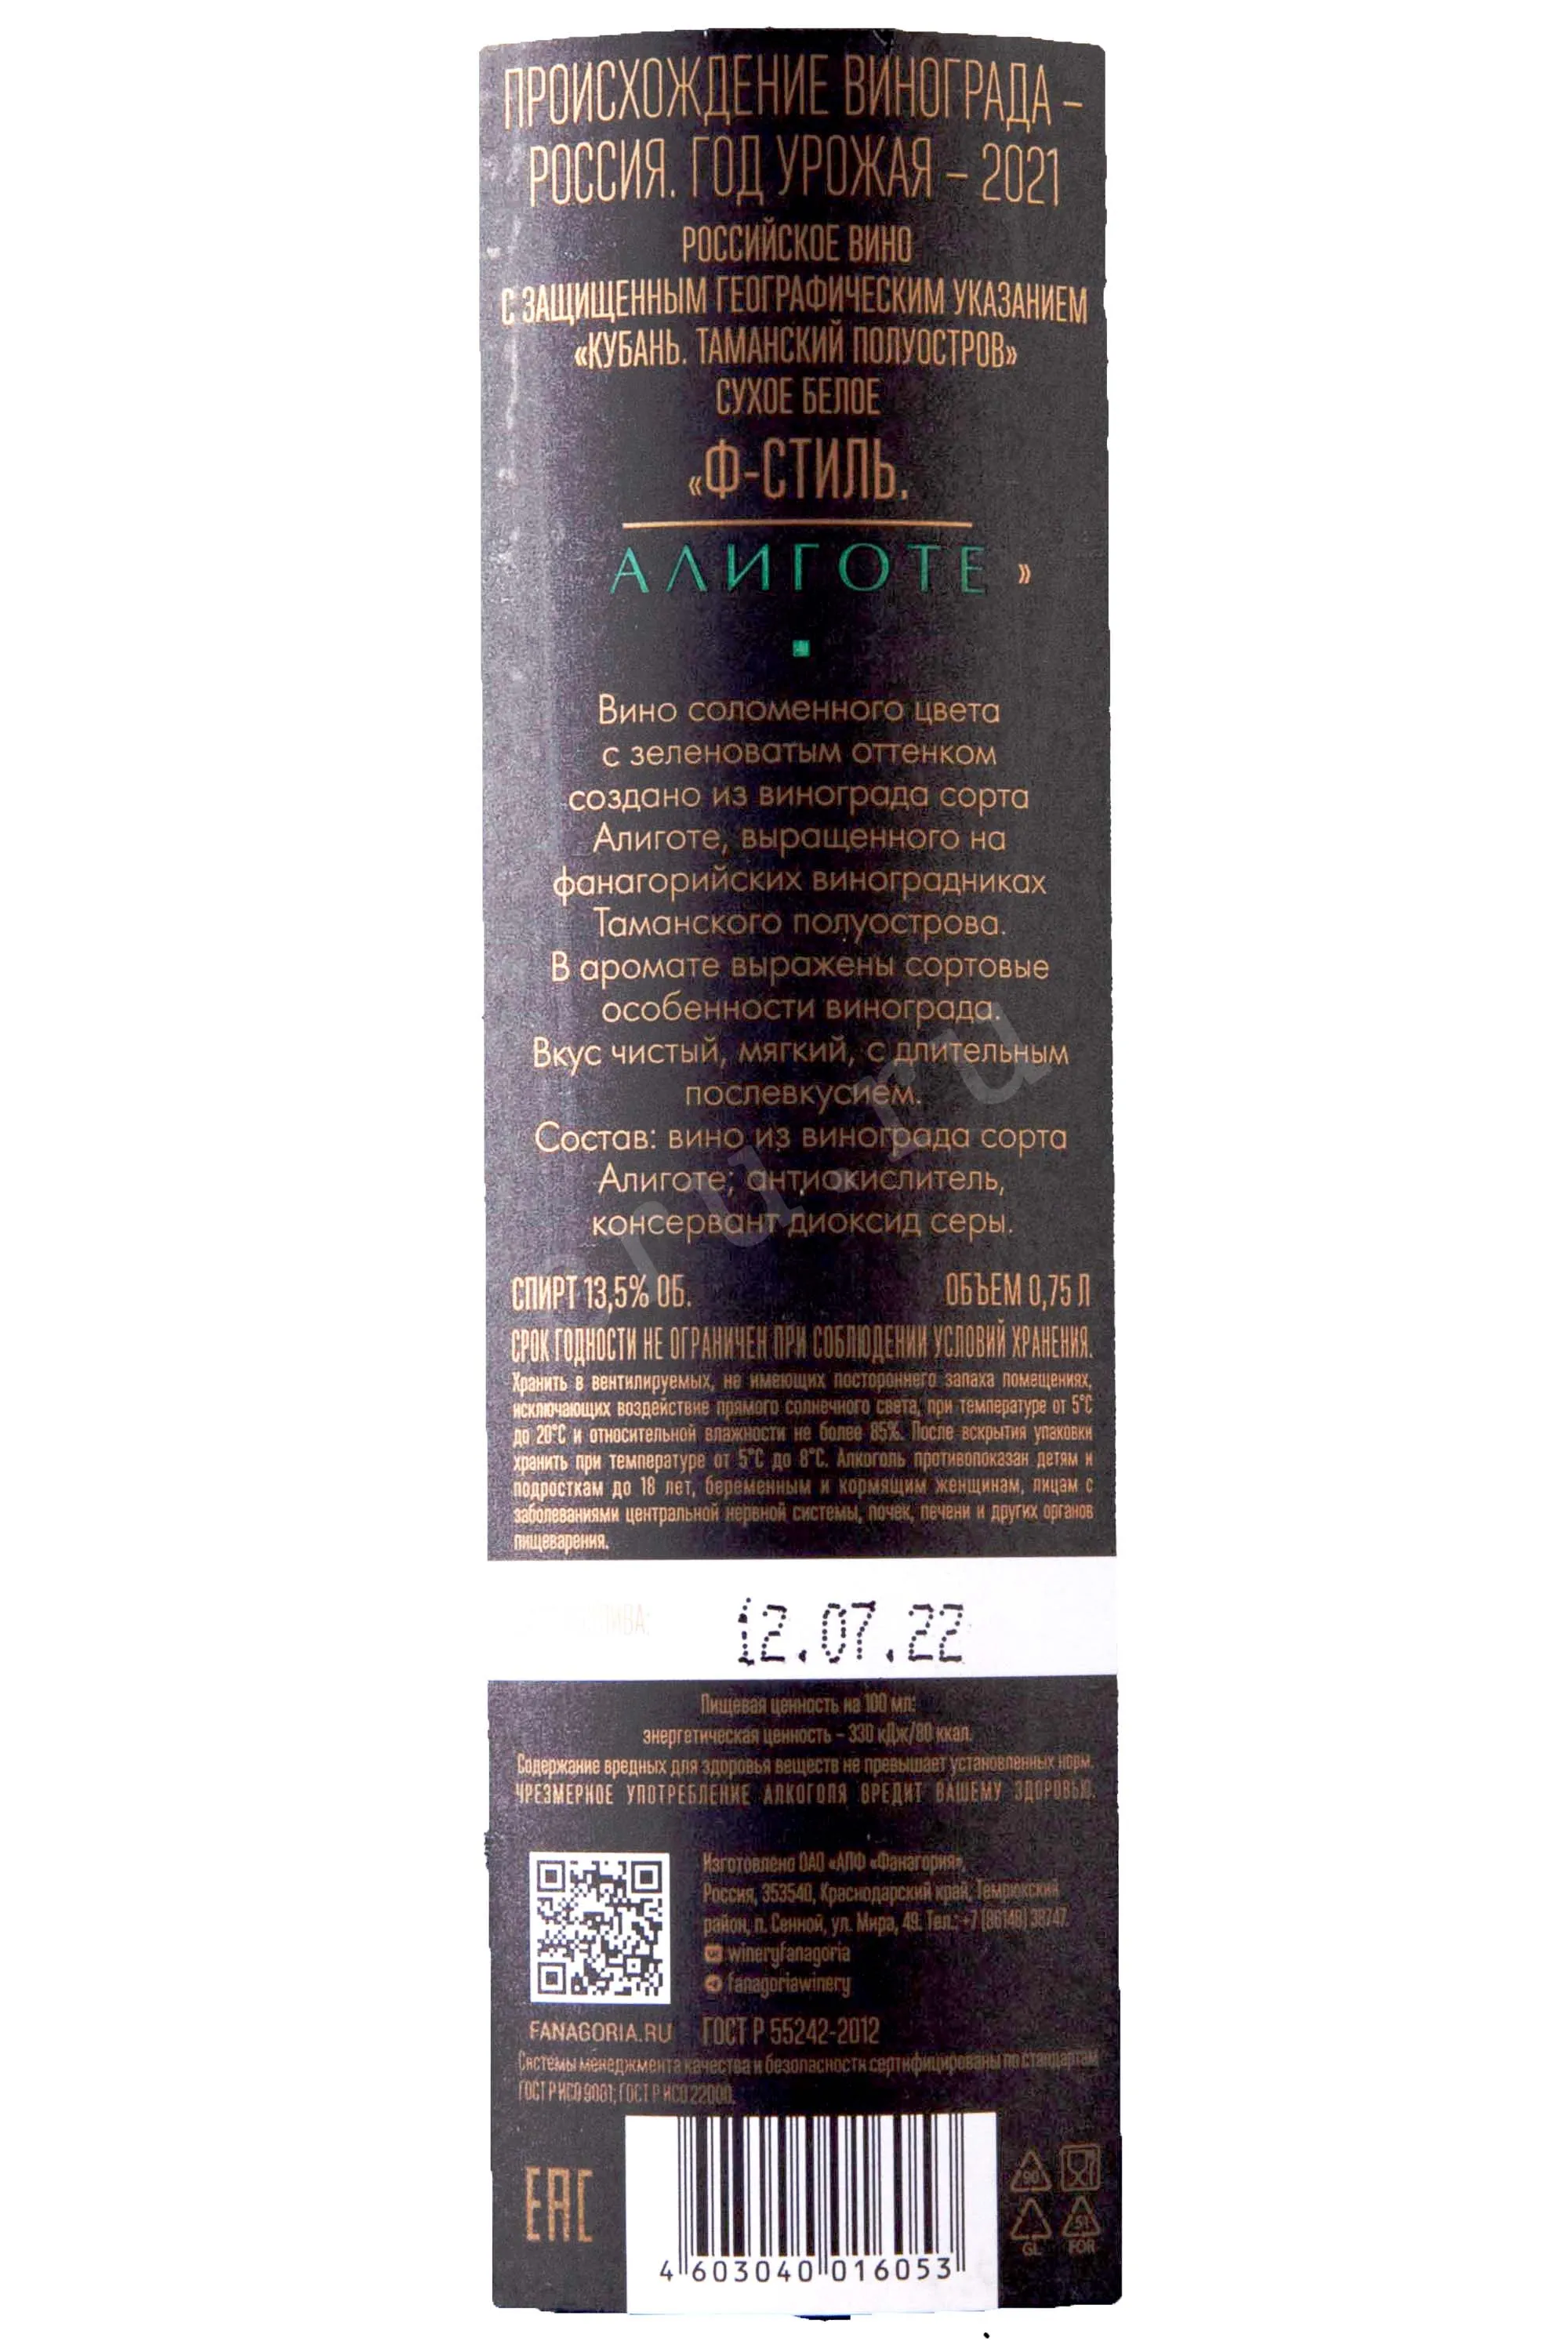 ПРОИСХОЖДЕНИЕ ВИНОГРАДА –
РОССИЯ. ГОД УРОЖАЯ – 2021
РОССИЙСКОЕ ВИНО
С ЗАЩИЩЕННЫМ ГЕОГРАФИЧЕСКИМ УКАЗАНИЕМ
«КУБАНЬ. ТАМАНСКИЙ ПОЛУОСТРОВ»
СУХОЕ БЕЛОЕ
«Ф-СТИЛЬ.
АЛИГОТЕ»
Вино соломенного цвета
с зеленоватым оттенком
создано из винограда сорта
Алиготе, выращенного на
фанагорийских виноградниках
Таманского полуострова.
В аромате выражены сортовые
особенности винограда.
Вкус чистый, мягкий, с длительным
послевкусием.
Состав: вино из винограда сорта
Алиготе; антиокислитель,
консервант диоксид серы.
СПИРТ 13,5% ОБ. ОБЪЕМ 0,75 Л
СРОК ГОДНОСТИ НЕ ОГРАНИЧЕН ПРИ СОБЛЮДЕНИИ УСЛОВИЙ ХРАНЕНИЯ.
Хранить в вентилируемых, не имеющих постороннего запаха помещениях,
исключающих воздействие прямого солнечного света, при температуре от 5°С
до 20°С и относительной влажности не более 85%. После вскрытия упаковки
хранить при температуре от 5°С до 8°С. Алкоголь противопоказан детям и
подросткам до 18 лет, беременным и кормящим женщинам, лицам с
заболеваниями центральной нервной системы, почек, печени и других органов
пищеварения.
12.07.22
Пищевая ценность на 100 мл:
энергетическая ценность – 330 кДж/80 ккал.
Содержание вредных для здоровья веществ не превышает установленных норм.
ЧРЕЗМЕРНОЕ УПОТРЕБЛЕНИЕ АЛКОГОЛЯ ВРЕДИТ ВАШЕМУ ЗДОРОВЬЮ.
Изготовлено ОАО «АПФ «Фанагория»,
Россия, 353540, Краснодарский край, Темрюкский
район, п. Сенной, ул. Мира, 49. Тел.: +7 (86148) 38747.
wineryfanagoria
fanagoriawinery
FANAGORIA.RU ГОСТ Р 55242-2012
Системы менеджмента качества и безопасности сертифицированы по стандартам
ГОСТ Р ИСО 9001; ГОСТ Р ИСО 22000.
EAC
90
GL
51
FOR
4 603040 016053